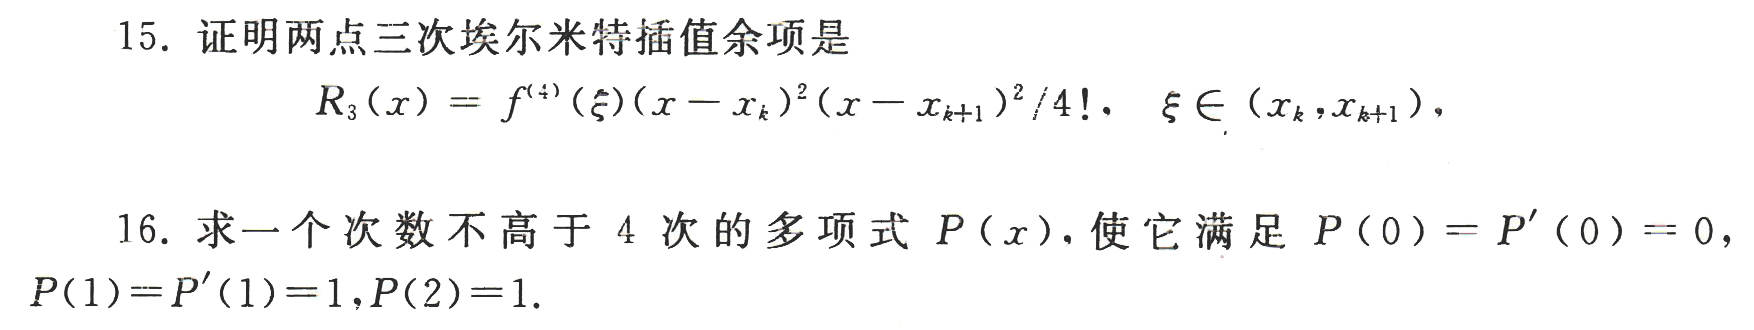 15. 证明两点三次埃尔米特插值余项是
R₃(x) = f⁽⁴⁾(ξ)(x − xₖ)²(x − xₖ₊₁)²/4!, ξ ∈ (xₖ,xₖ₊₁),
16. 求一个次数不高于 4 次的多项式 P(x),使它满足 P(0) = P′(0) = 0,
P(1)=P′(1)=1,P(2)=1.